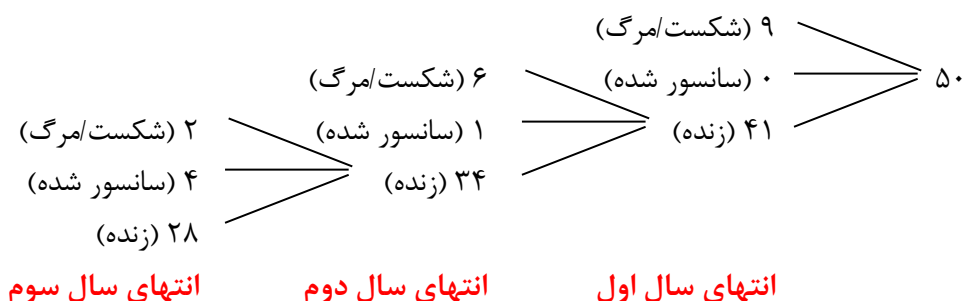 ۹ (شکست/مرگ)
۵۰ ۰ (سانسور شده) ۶ (شکست/مرگ)
۴۱ (زنده) ۱ (سانسور شده) ۲ (شکست/مرگ)
۳۴ (زنده) ۴ (سانسور شده)
۲۸ (زنده)
انتهای سال اول انتهای سال دوم انتهای سال سوم